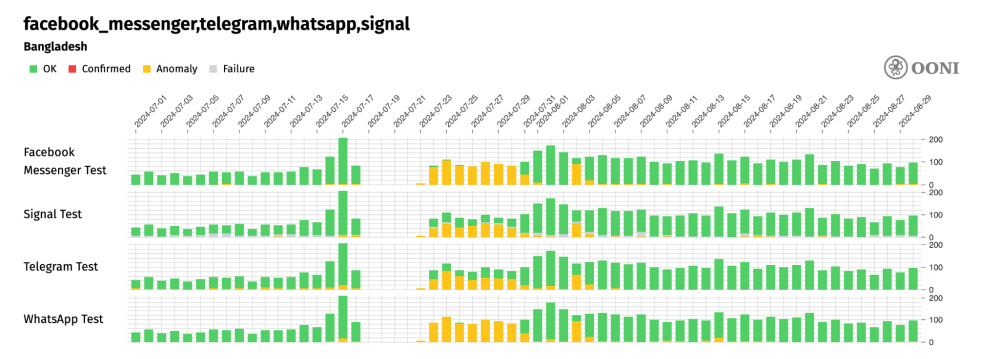 facebook_messenger,telegram,whatsapp,signal
Bangladesh
OK Confirmed Anomaly Failure
OONI
2024-07-01 2024-07-03 2024-07-05 2024-07-07 2024-07-09 2024-07-11 2024-07-13 2024-07-15 2024-07-17 2024-07-19 2024-07-21 2024-07-23 2024-07-25 2024-07-27 2024-07-29 2024-07-31 2024-08-01 2024-08-03 2024-08-05 2024-08-07 2024-08-09 2024-08-11 2024-08-13 2024-08-15 2024-08-17 2024-08-19 2024-08-21 2024-08-23 2024-08-25 2024-08-27 2024-08-29
200
Facebook
Messenger Test
100
0
200
Signal Test
100
0
200
Telegram Test
100
0
200
WhatsApp Test
100
0